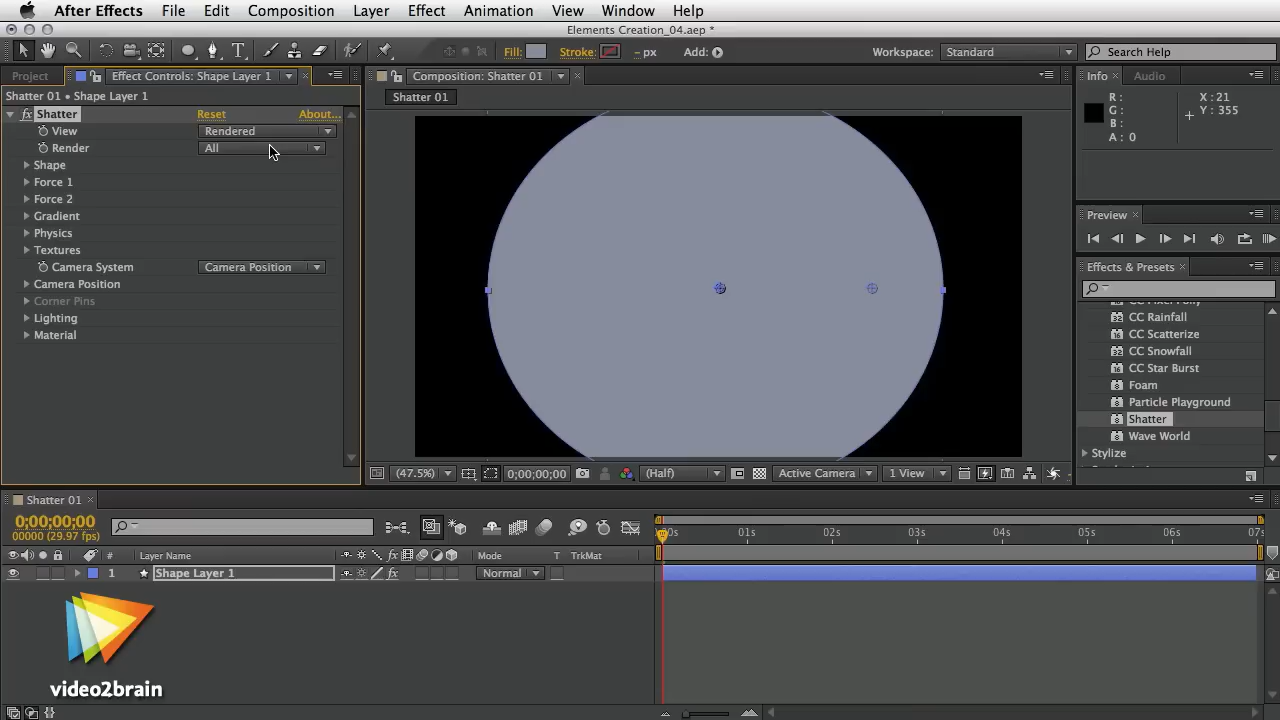 After Effects File Edit Composition Layer Effect Animation View Window Help
Elements Creation_04.aep *
Fill: Stroke: - px Add: Workspace: Standard Search Help
Project Effect Controls: Shape Layer 1 Composition: Shatter 01 Info Audio
Shatter 01 • Shape Layer 1
Shatter 01
R:
G:
B:
A: 0
X: 21
Y: 355
fx Shatter Reset About...
View Rendered
Render All
Shape
Force 1
Force 2
Gradient
Physics
Textures
Camera System Camera Position
Camera Position
Corner Pins
Lighting
Material
Preview
Effects & Presets
CC Rainfall
CC Scatterize
CC Snowfall
CC Star Burst
Foam
Particle Playground
Shatter
Wave World
Stylize
(47.5%) 0;00;00;00 (Half) Active Camera 1 View
Shatter 01
0;00;00;00
00000 (29.97 fps)
00s 01s 02s 03s 04s 05s 06s 07s
# Layer Name Mode T TrkMat
1 Shape Layer 1 fx Normal
video2brain